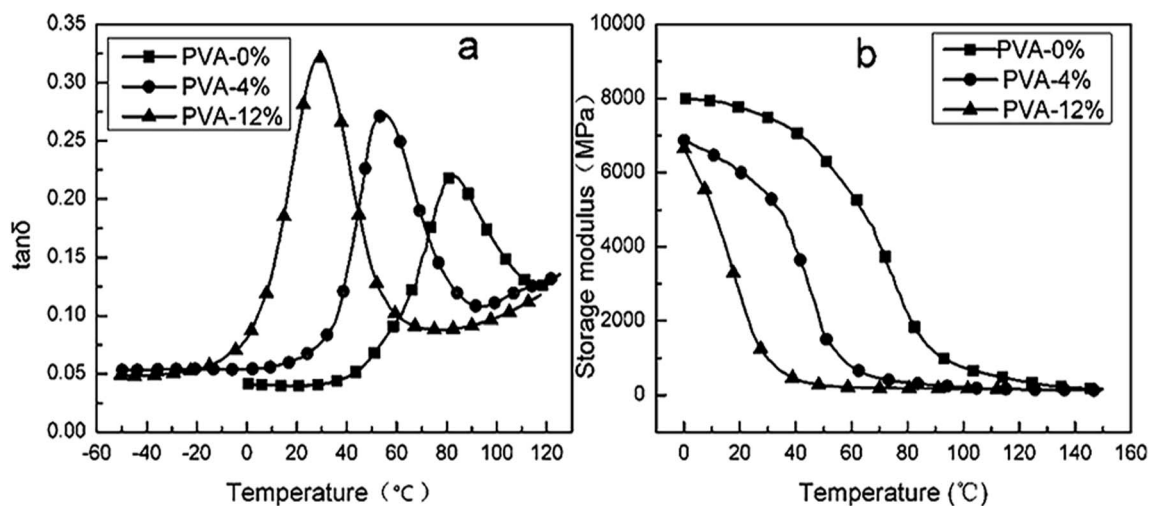 a
PVA-0%
PVA-4%
PVA-12%
tanδ
0.35
0.30
0.25
0.20
0.15
0.10
0.05
0.00
-60 -40 -20 0 20 40 60 80 100 120
Temperature（℃）
b
PVA-0%
PVA-4%
PVA-12%
Storage modulus（MPa）
10000
8000
6000
4000
2000
0
0 20 40 60 80 100 120 140 160
Temperature (℃)